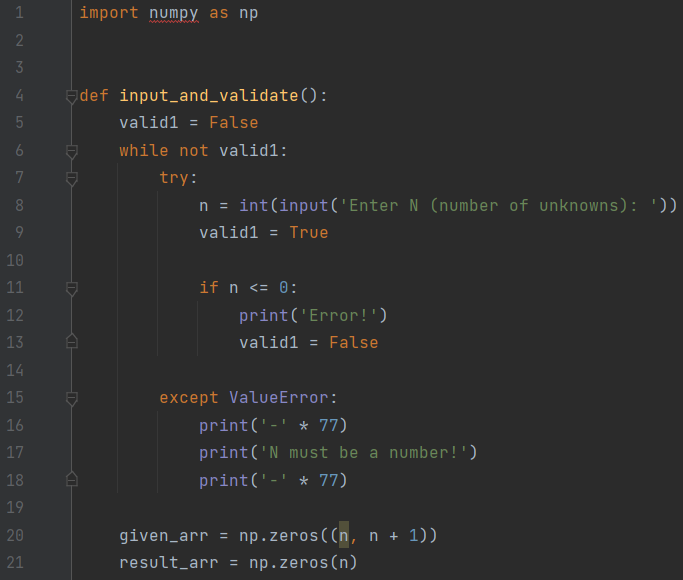 1 import numpy as np
2
3
4 def input_and_validate():
5     valid1 = False
6     while not valid1:
7         try:
8             n = int(input('Enter N (number of unknowns): '))
9             valid1 = True
10
11             if n <= 0:
12                 print('Error!')
13                 valid1 = False
14
15         except ValueError:
16             print('-' * 77)
17             print('N must be a number!')
18             print('-' * 77)
19
20     given_arr = np.zeros((n, n + 1))
21     result_arr = np.zeros(n)